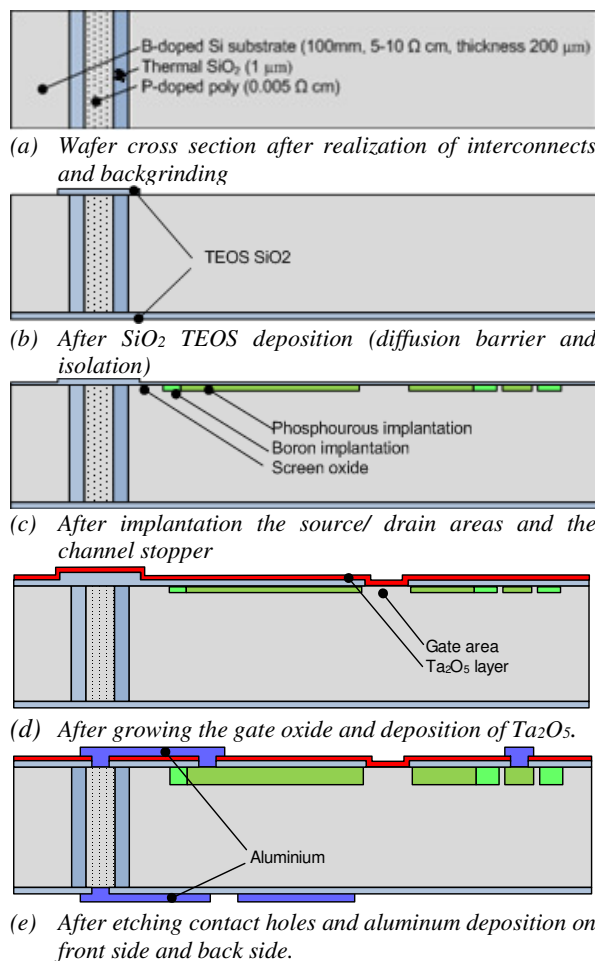 B-doped Si substrate (100mm, 5-10 Ω cm, thickness 200 μm)
Thermal SiO₂ (1 μm)
P-doped poly (0.005 Ω cm)
(a) Wafer cross section after realization of interconnects
and backgrinding
TEOS SiO2
(b) After SiO₂ TEOS deposition (diffusion barrier and
isolation)
Phosphourous implantation
Boron implantation
Screen oxide
(c) After implantation the source/ drain areas and the
channel stopper
Gate area
Ta₂O₅ layer
(d) After growing the gate oxide and deposition of Ta₂O₅.
Aluminium
(e) After etching contact holes and aluminum deposition on
front side and back side.